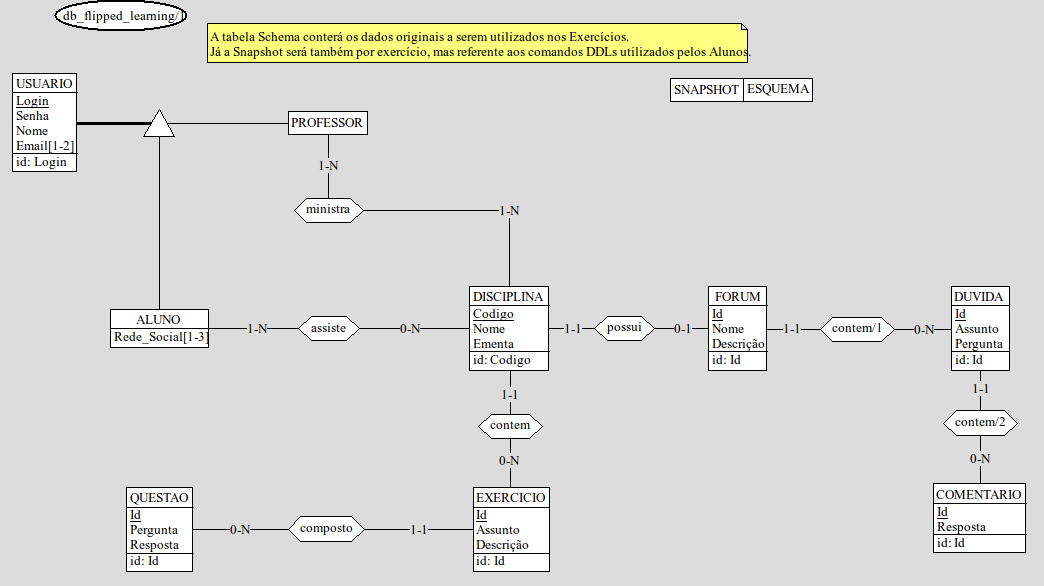 db_flipped_learning/
A tabela Schema conterá os dados originais a serem utilizados nos Exercícios.
Já a Snapshot será também por exercício, mas referente aos comandos DDLs utilizados pelos Alunos.
SNAPSHOT ESQUEMA
USUARIO
Login
Senha
Nome
Email[1-2]
id: Login
PROFESSOR
1-N
ministra
1-N
ALUNO
Rede_Social[1-3]
1-N
assiste
0-N
DISCIPLINA
Codigo
Nome
Ementa
id: Codigo
1-1
possui
0-1
FORUM
Id
Nome
Descrição
id: Id
1-1
contem/1
0-N
DUVIDA
Id
Assunto
Pergunta
id: Id
1-1
contem
0-N
1-1
contem/2
0-N
QUESTAO
Id
Pergunta
Resposta
id: Id
0-N
composto
1-1
EXERCICIO
Id
Assunto
Descrição
id: Id
COMENTARIO
Id
Resposta
id: Id